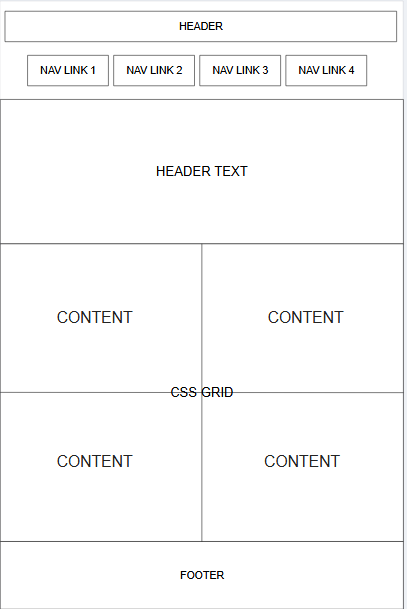 HEADER
NAV LINK 1
NAV LINK 2
NAV LINK 3
NAV LINK 4
HEADER TEXT
CONTENT
CONTENT
CSS GRID
CONTENT
CONTENT
FOOTER